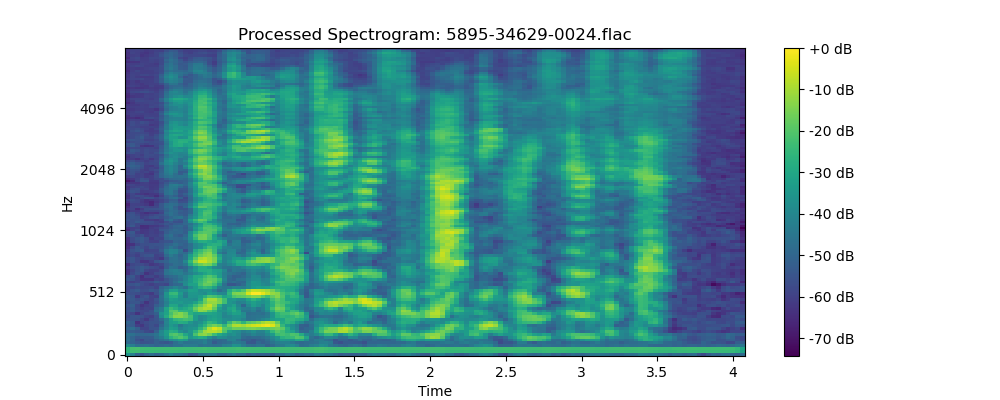 Processed Spectrogram: 5895-34629-0024.flac
Hz
4096
2048
1024
512
0
0 0.5 1 1.5 2 2.5 3 3.5 4
Time
+0 dB
-10 dB
-20 dB
-30 dB
-40 dB
-50 dB
-60 dB
-70 dB